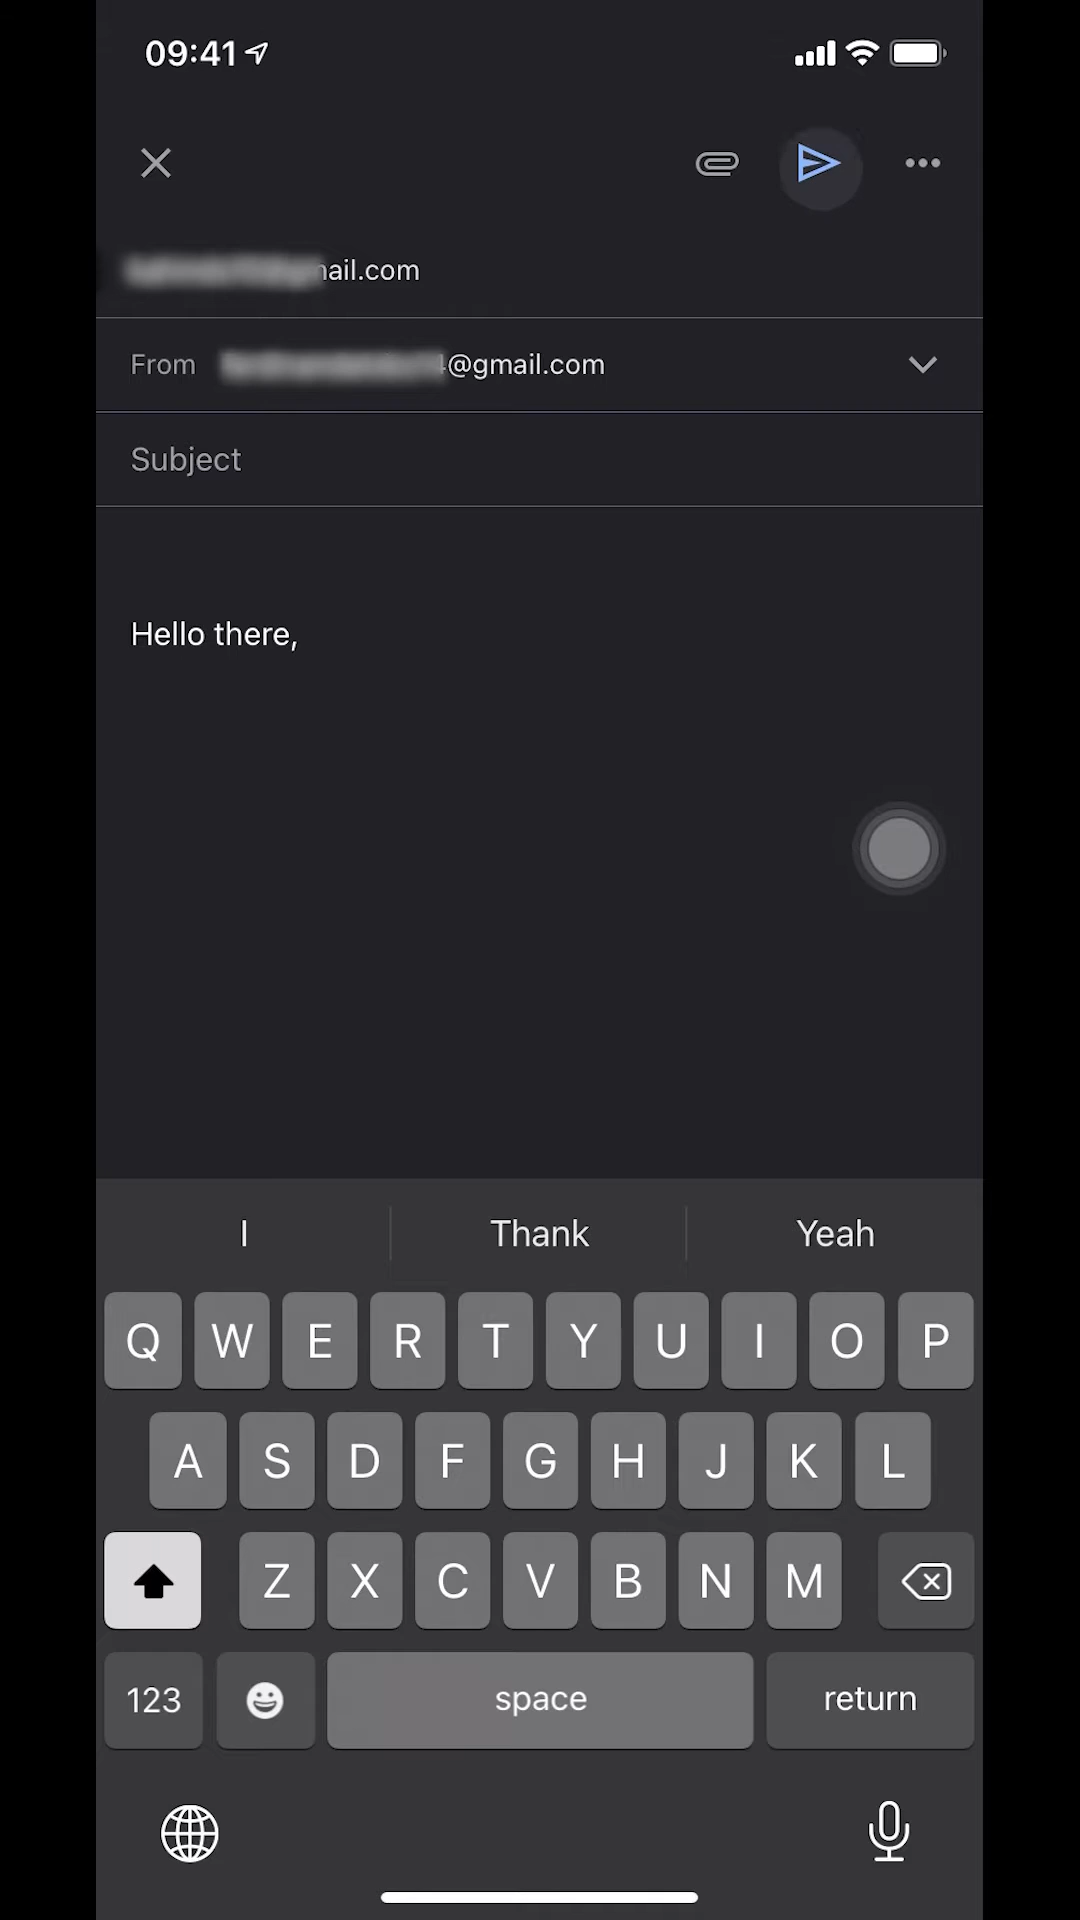 09:41
ail.com
From @gmail.com
Subject
Hello there,
I Thank Yeah
Q W E R T Y U I O P
A S D F G H J K L
Z X C V B N M
123 space return